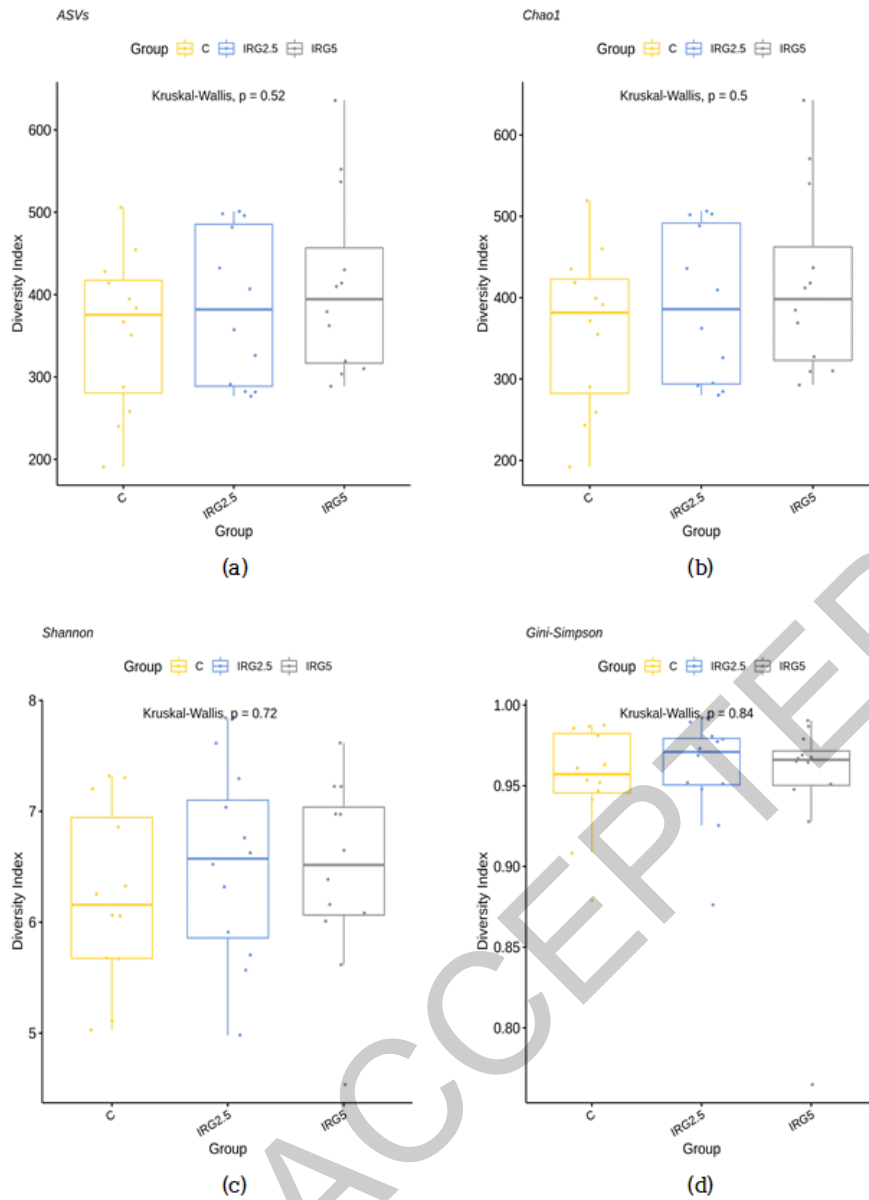 ASVs
Group C IRG2.5 IRG5
Kruskal-Wallis, p = 0.52
600
500
400
300
200
Diversity Index
C
IRG2.5
IRG5
Group
(a)
Chao1
Group C IRG2.5 IRG5
Kruskal-Wallis, p = 0.5
600
500
400
300
200
Diversity Index
C
IRG2.5
IRG5
Group
(b)
Shannon
Group C IRG2.5 IRG5
Kruskal-Wallis, p = 0.72
8
7
6
5
Diversity Index
C
IRG2.5
IRG5
Group
(c)
Gini-Simpson
Group C IRG2.5 IRG5
Kruskal-Wallis, p = 0.84
1.00
0.95
0.90
0.85
0.80
Diversity Index
C
IRG2.5
IRG5
Group
(d)
ACCEPTED